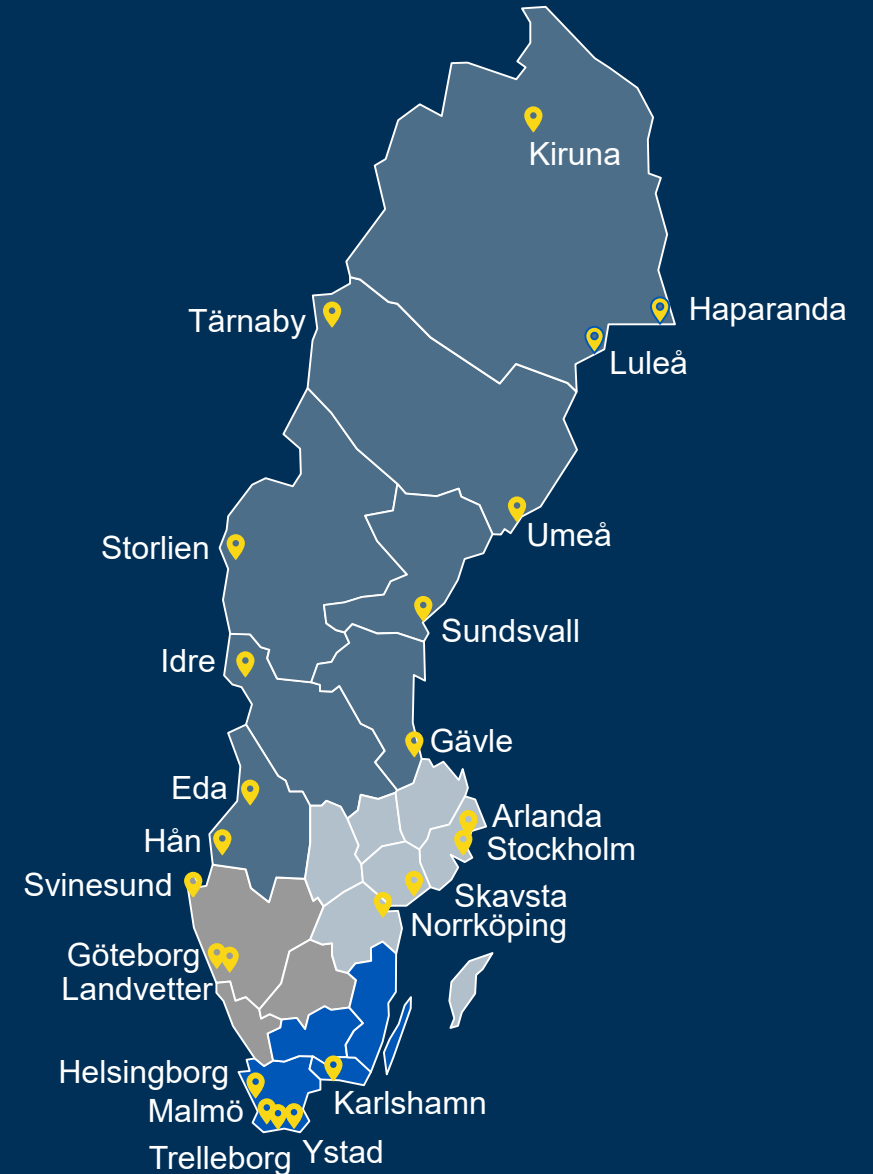 Kiruna
Haparanda
Tärnaby
Luleå
Umeå
Storlien
Sundsvall
Idre
Gävle
Eda
Arlanda
Hån
Stockholm
Svinesund
Skavsta
Norrköping
Göteborg
Landvetter
Helsingborg
Karlshamn
Malmö
Ystad
Trelleborg